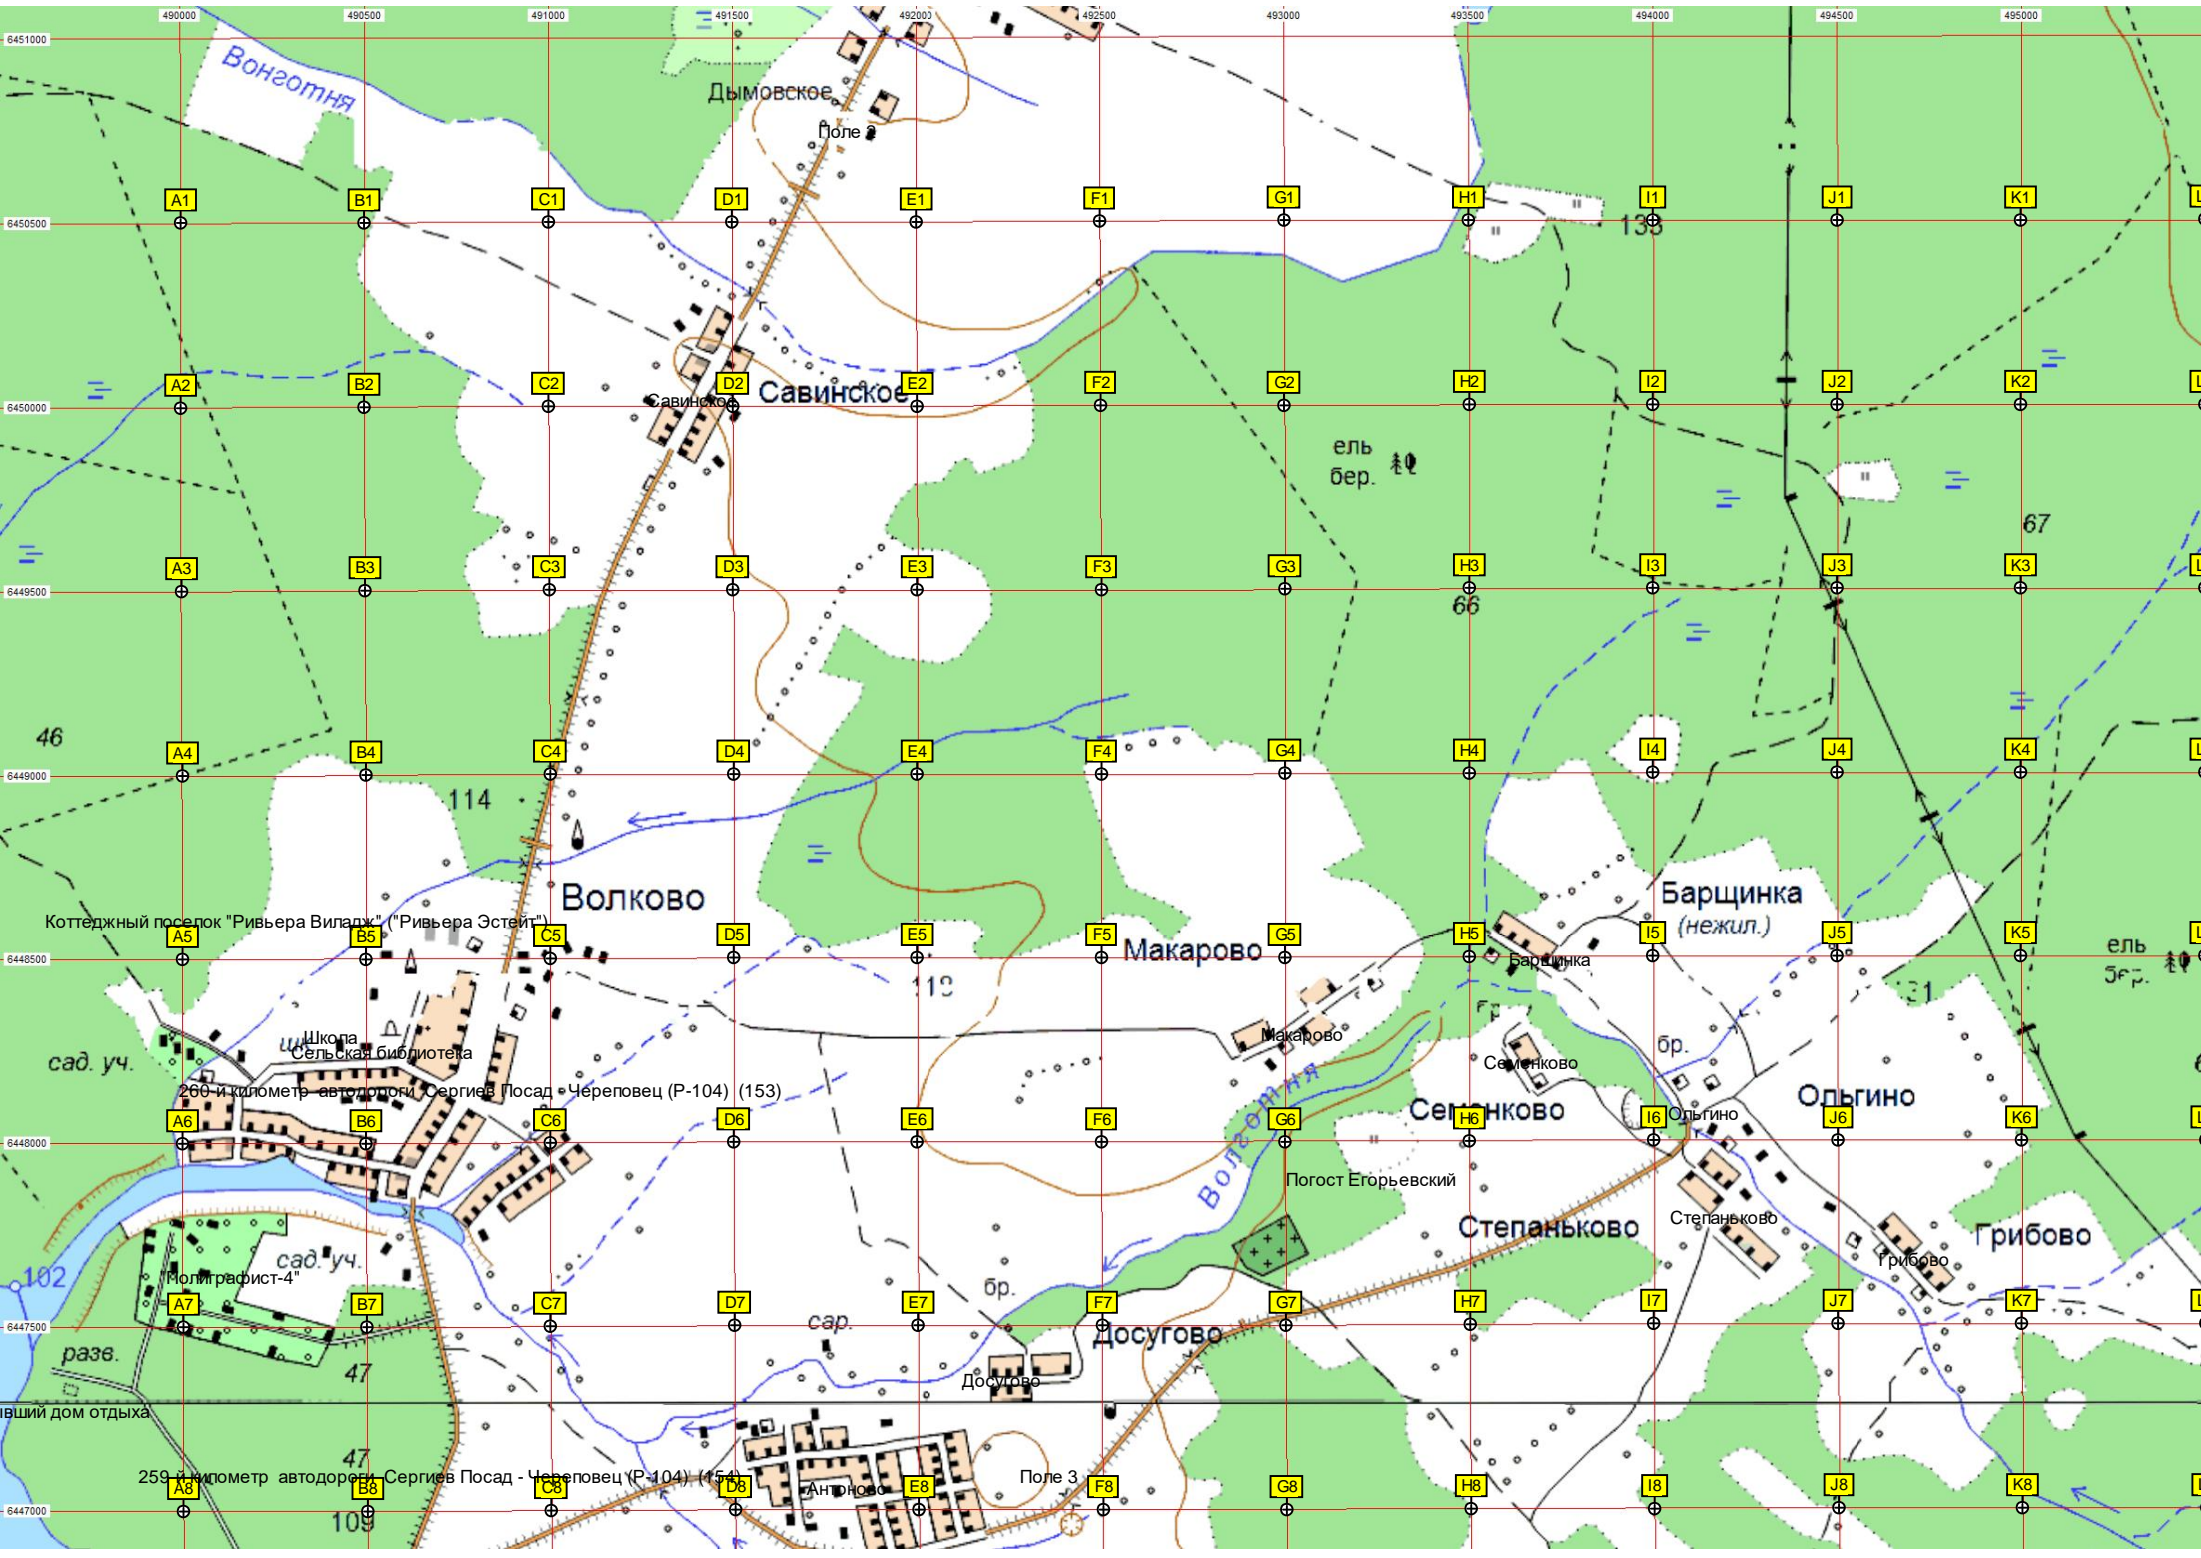 490000 490500 491000 491500 492000 492500 493000 493500 494000 494500 495000
6451000
Вонготня
Дымовское
Поле 2
A1 B1 C1 D1 E1 F1 G1 H1 I1 J1 K1
6450500
133
A2 B2 C2 D2 E2 F2 G2 H2 I2 J2 K2
Савинское
Савинское
6450000
ель
бер.
67
A3 B3 C3 D3 E3 F3 G3 H3 I3 J3 K3
6449500
66
46
A4 B4 C4 D4 E4 F4 G4 H4 I4 J4 K4
6449000
114
Волково
Барщинка
(нежил.)
Коттеджный поселок "Ривьера Виладж" ("Ривьера Эстейт")
A5 B5 C5 D5 E5 F5 G5 H5 I5 J5 K5
Макарово
ель
6448500
Барщинка
Школа
Макарово
сад. уч.
Сельская библиотека
бр.
Семенково
260-й километр автодороги Сергиев Посад - Череповец (Р-104) (153)
Волготня
Семенково
Ольгино
Ольгино
A6 B6 C6 D6 E6 F6 G6 H6 I6 J6 K6
6448000
Погост Егорьевский
Степаньково
Степаньково
Грибово
Грибово
сад. уч.
102
"Полиграфист-4"
бр.
A7 B7 C7 D7 E7 F7 G7 H7 I7 J7 K7
6447500
сар.
Досугово
разв.
47
Досугово
дом отдыха
47
259-й километр автодороги Сергиев Посад - Череповец (Р-104) (154)
Поле 3
Антоново
A8 B8 C8 D8 E8 F8 G8 H8 I8 J8 K8
6447000
109